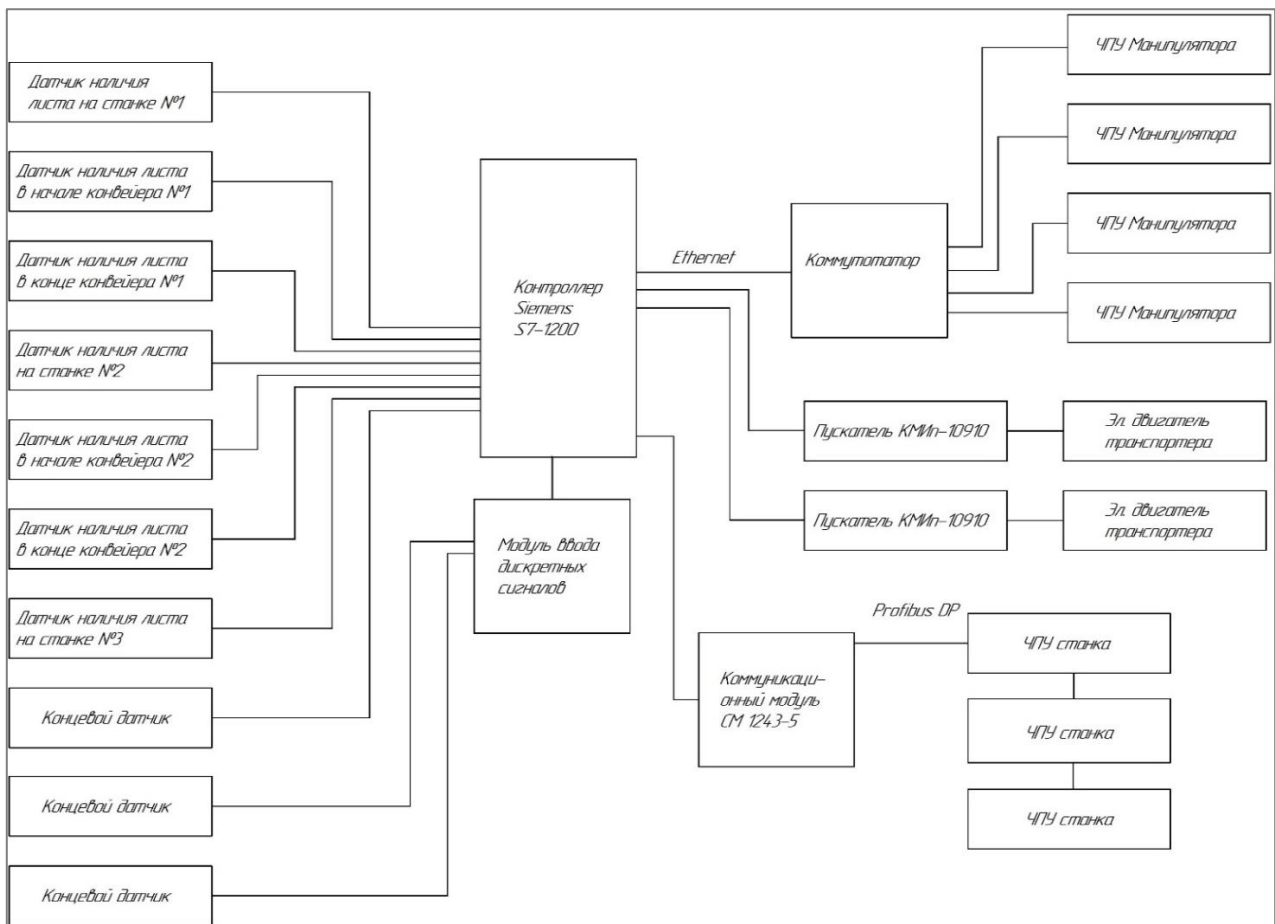 Датчик наличия
листа на станке №1
Датчик наличия листа
в начале конвейера №1
Датчик наличия листа
в конце конвейера №1
Датчик наличия листа
на станке №2
Датчик наличия листа
в начале конвейера №2
Датчик наличия листа
в конце конвейера №2
Датчик наличия листа
на станке №3
Концевой датчик
Концевой датчик
Концевой датчик
Контроллер
Siemens
S7-1200
Модуль ввода
дискретных
сигналов
Ethernet
Коммутотапор
ЧПУ Манипулятора
ЧПУ Манипулятора
ЧПУ Манипулятора
ЧПУ Манипулятора
Пускатель КМИп-10910
Эл. двигатель
транспортера
Пускатель КМИп-10910
Эл. двигатель
транспортера
Коммуникаци-
онный модуль
СМ 1243-5
Profibus DP
ЧПУ станка
ЧПУ станка
ЧПУ станка